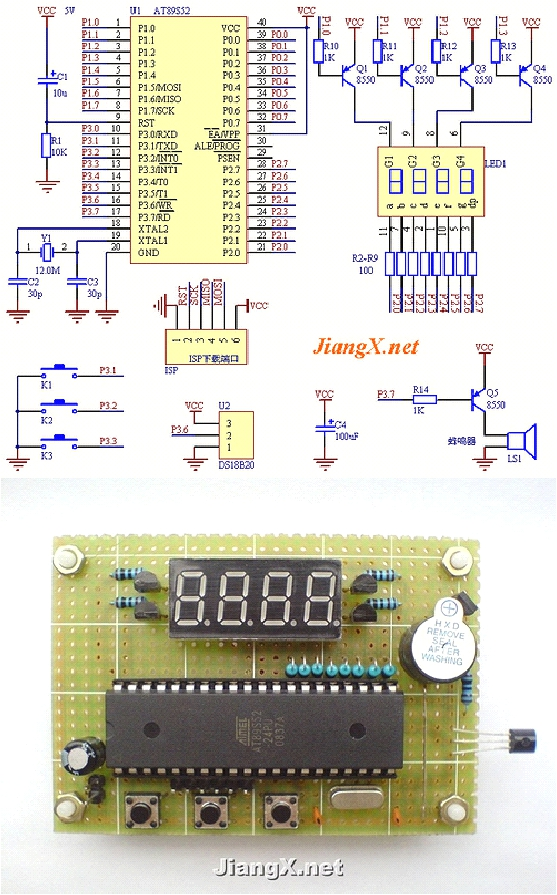 VCC 5V
U1 AT89S52
VCC
C1
10u
R1
10K
P1.0 1 P1.0
P1.1 2 P1.1
P1.2 3 P1.2
P1.3 4 P1.3
P1.4 5 P1.4
P1.5 6 P1.5/MOSI
P1.6 7 P1.6/MISO
P1.7 8 P1.7/SCK
9 RST
P3.0 10 P3.0/RXD
P3.1 11 P3.1/TXD
P3.2 12 P3.2/INT0
P3.3 13 P3.3/INT1
P3.4 14 P3.4/T0
P3.5 15 P3.5/T1
P3.6 16 P3.6/WR
P3.7 17 P3.7/RD
18 XTAL2
19 XTAL1
20 GND
VCC 40
P0.0 39 P0.0
P0.1 38 P0.1
P0.2 37 P0.2
P0.3 36 P0.3
P0.4 35 P0.4
P0.5 34 P0.5
P0.6 33 P0.6
P0.7 32 P0.7
EA/VPP 31
ALE/PROG 30
PSEN 29
P2.7 28 P2.7
P2.6 27 P2.6
P2.5 26 P2.5
P2.4 25 P2.4
P2.3 24 P2.3
P2.2 23 P2.2
P2.1 22 P2.1
P2.0 21 P2.0
1 Y1 2
12.0M
C2
30p
C3
30p
P1.0 VCC P1.1 VCC P1.2 VCC P1.3 VCC
R10
1K
R11
1K
R12
1K
R13
1K
Q1
8550
Q2
8550
Q3
8550
Q4
8550
12 9 8 6
G1 G2 G3 G4
LED1
a b c d e f g dp
11 7 4 2 1 10 5 3
R2-R9
100
P2.0 P2.1 P2.2 P2.3 P2.4 P2.5 P2.6 P2.7
RST SCK MISO MOSI
VCC
1 2 3 4 5 6
ISP下载端口
ISP
JiangX.net
K1 P3.1
K2 P3.2
K3 P3.3
VCC U2
3
P3.6 2
1
DS18B20
VCC
C4
100uF
VCC
P3.7 R14
1K
Q5
8550
蜂鸣器
LS1
HXD
REMOVE
SEAL
AFTER
WASHING
ATMEL
AT89S52
24PU
0837A
JiangX.net